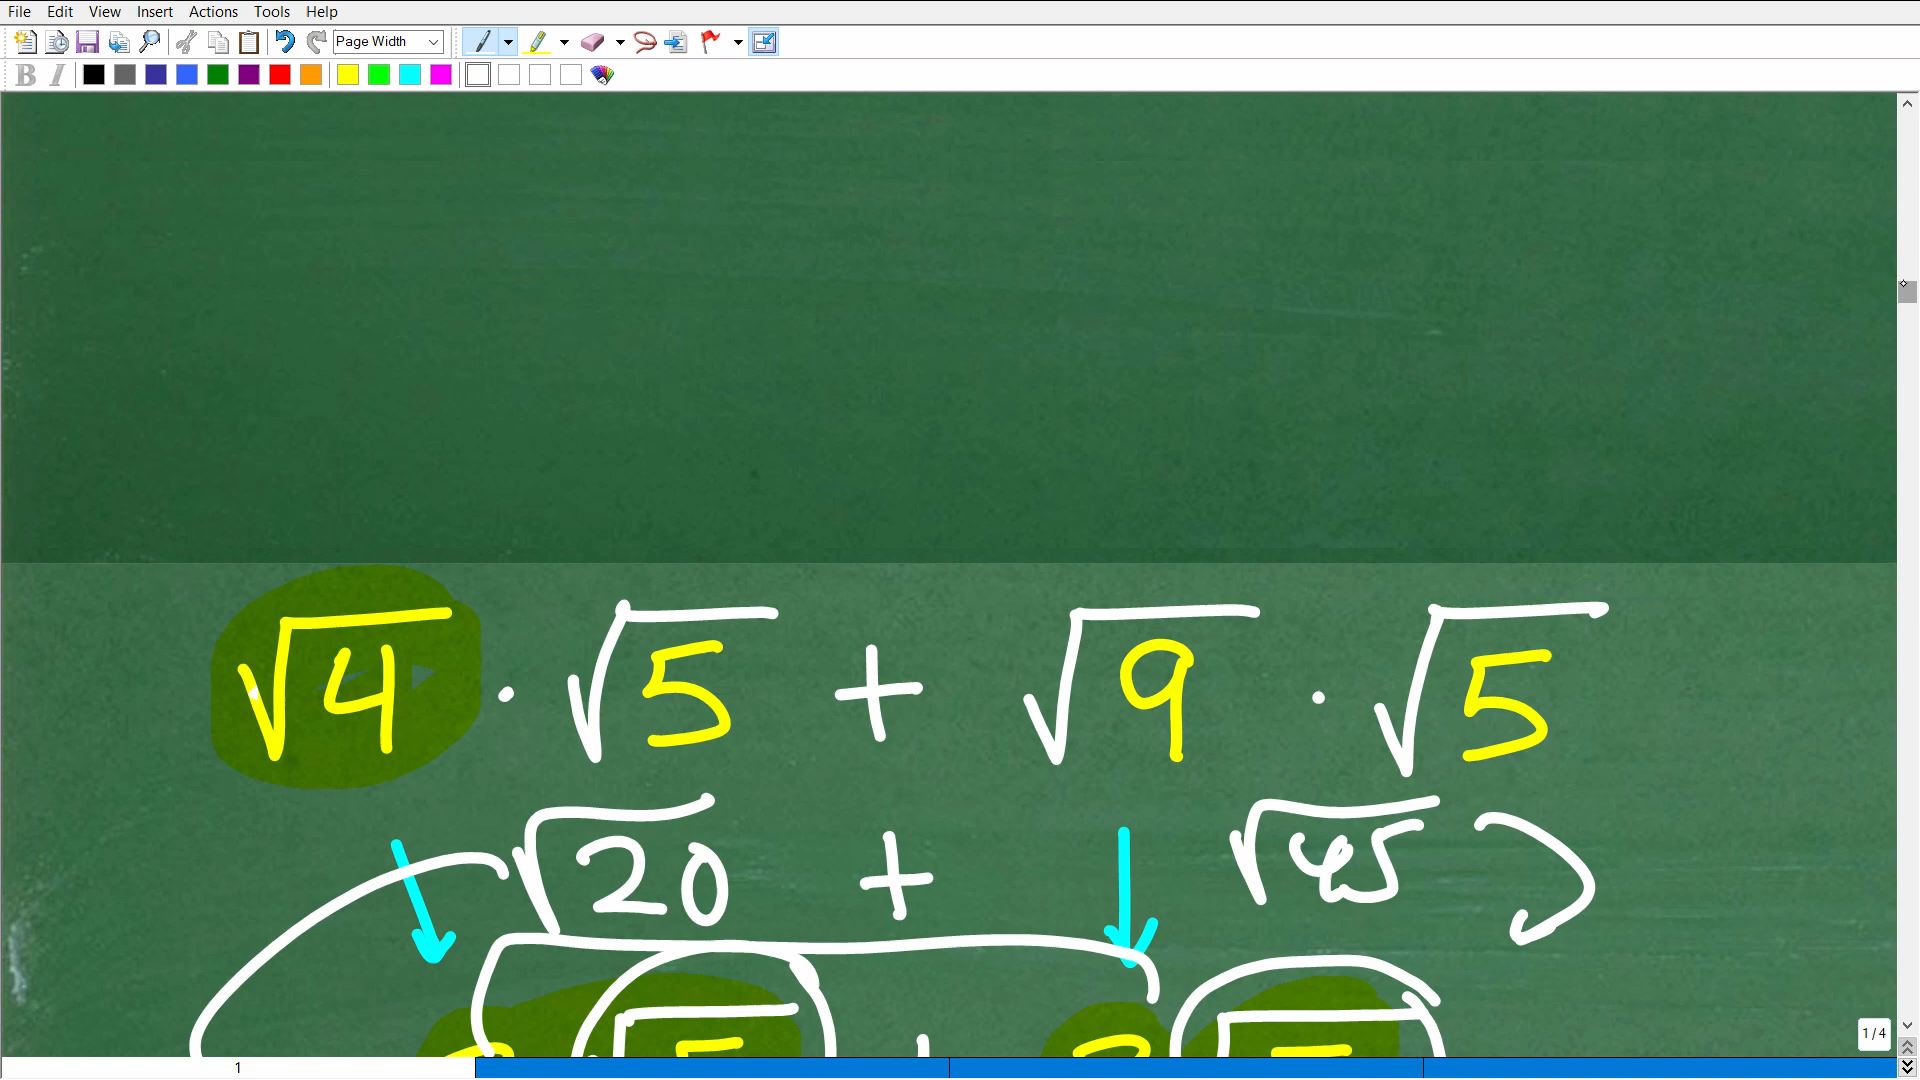 File Edit View Insert Actions Tools Help
Page Width
B I
√4 · √5 + √9 · √5
√20 + √45
1 / 4
1